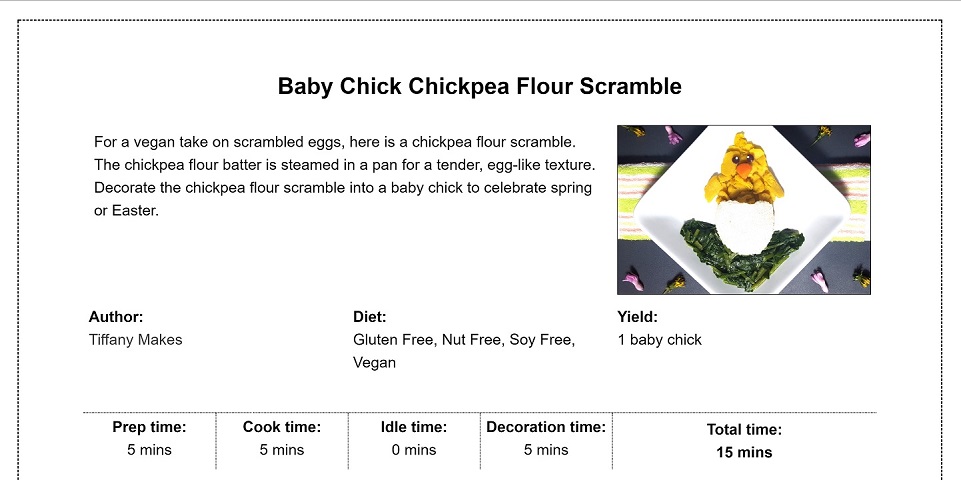 Baby Chick Chickpea Flour Scramble
For a vegan take on scrambled eggs, here is a chickpea flour scramble.
The chickpea flour batter is steamed in a pan for a tender, egg-like texture.
Decorate the chickpea flour scramble into a baby chick to celebrate spring
or Easter.
Author:
Tiffany Makes
Diet:
Gluten Free, Nut Free, Soy Free,
Vegan
Yield:
1 baby chick
Prep time:
5 mins
Cook time:
5 mins
Idle time:
0 mins
Decoration time:
5 mins
Total time:
15 mins